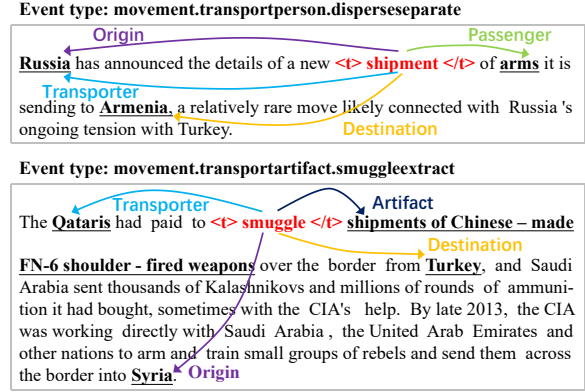 Event type: movement.transportperson.disperseseparate
Origin
Passenger
Russia has announced the details of a new <t> shipment </t> of arms it is
Transporter
sending to Armenia, a relatively rare move likely connected with Russia 's
Destination
ongoing tension with Turkey.
Event type: movement.transportartifact.smuggleextract
Transporter
Artifact
The Qataris had paid to <t> smuggle </t> shipments of Chinese – made
Destination
FN-6 shoulder - fired weapons over the border from Turkey, and Saudi
Arabia sent thousands of Kalashnikovs and millions of rounds of ammuni-
tion it had bought, sometimes with the CIA's help. By late 2013, the CIA
was working directly with Saudi Arabia , the United Arab Emirates and
other nations to arm and train small groups of rebels and send them across
the border into Syria.
Origin